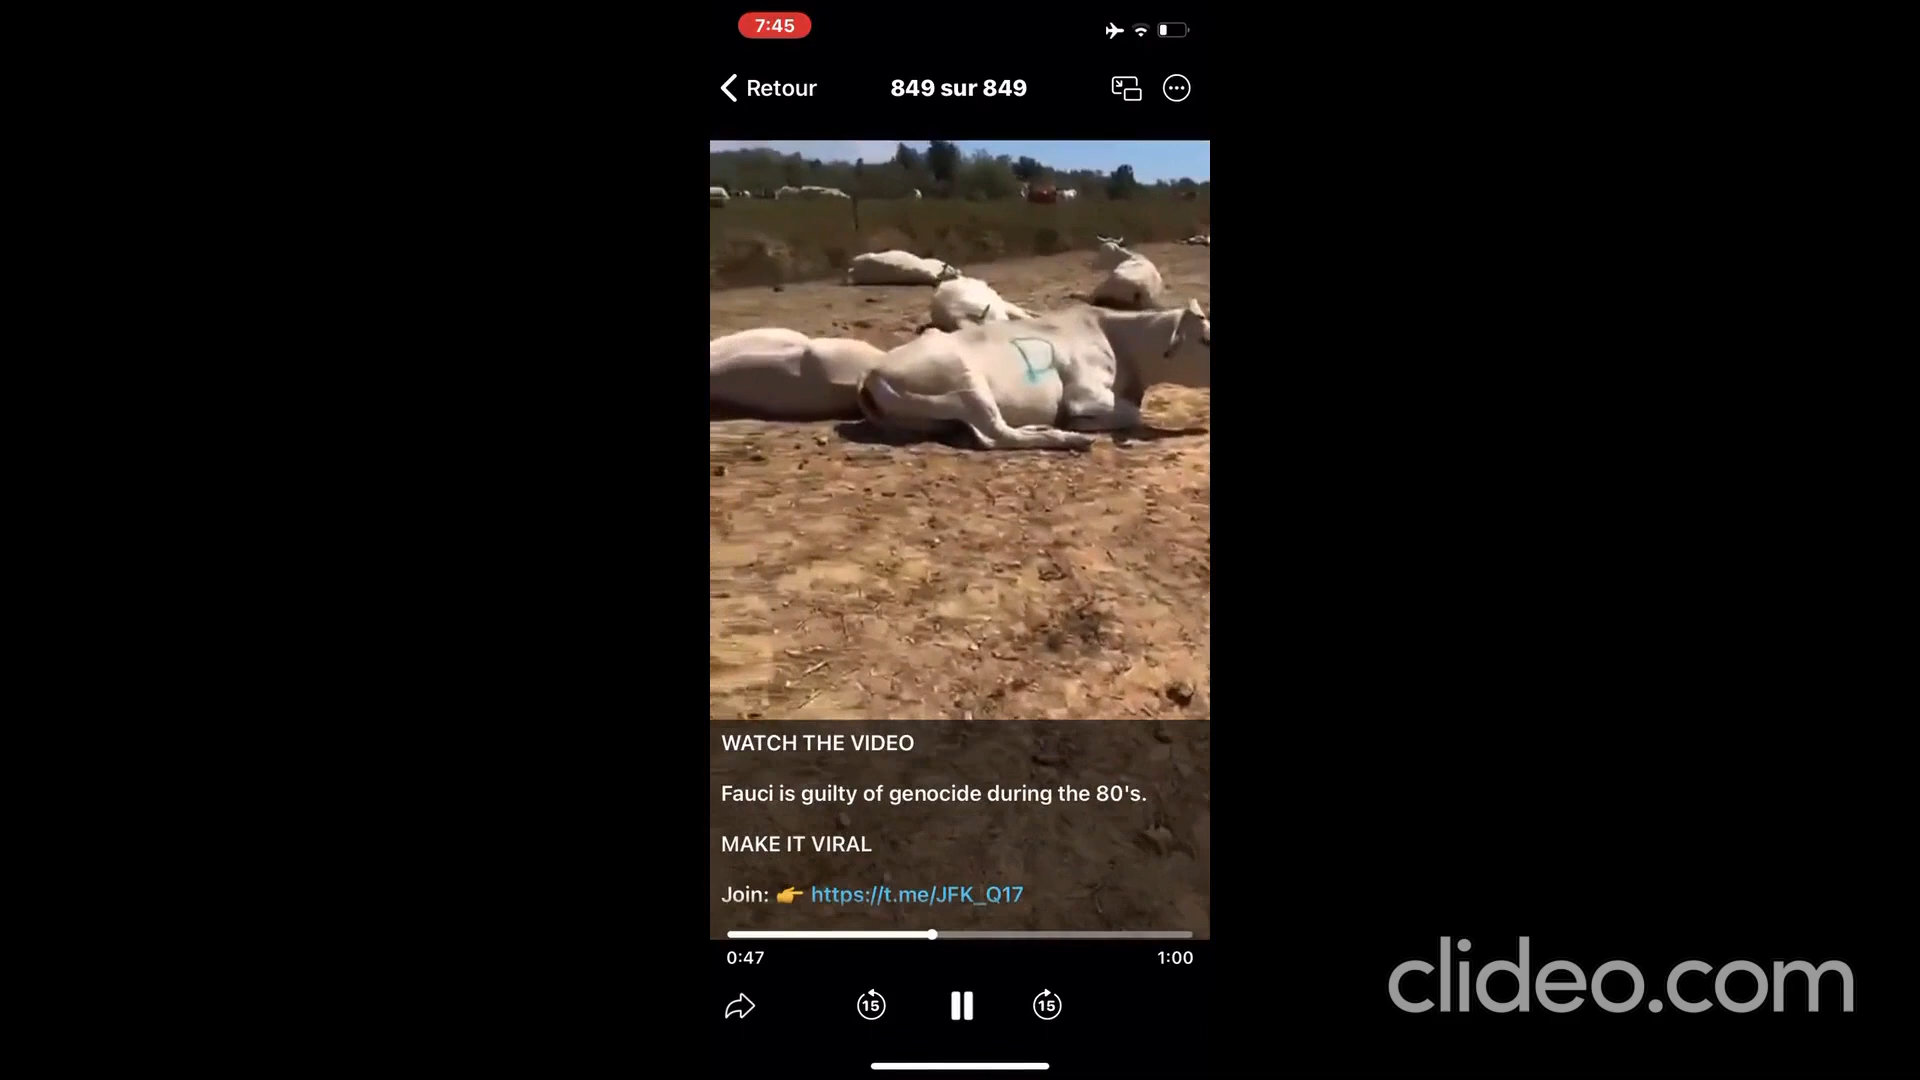 7:45
Retour
849 sur 849
D
WATCH THE VIDEO
Fauci is guilty of genocide during the 80's.
MAKE IT VIRAL
Join: 👉 https://t.me/JFK_Q17
0:47
1:00
15
15
clideo.com